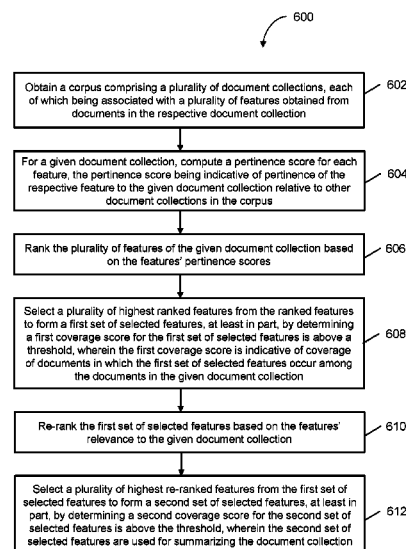 600
Obtain a corpus comprising a plurality of document collections, each
of which being associated with a plurality of features obtained from
documents in the respective document collection
602
For a given document collection, compute a pertinence score for each
feature, the pertinence score being indicative of pertinence of the
respective feature to the given document collection relative to other
document collections in the corpus
604
Rank the plurality of features of the given document collection based
on the features' pertinence scores
606
Select a plurality of highest ranked features from the ranked features
to form a first set of selected features, at least in part, by determining
a first coverage score for the first set of selected features is above a
threshold, wherein the first coverage score is indicative of coverage
of documents in which the first set of selected features occur among
the documents in the given document collection
608
Re-rank the first set of selected features based on the features'
relevance to the given document collection
610
Select a plurality of highest re-ranked features from the first set of
selected features to form a second set of selected features, at least in
part, by determining a second coverage score for the second set of
selected features is above the threshold, wherein the second set of
selected features are used for summarizing the document collection
612